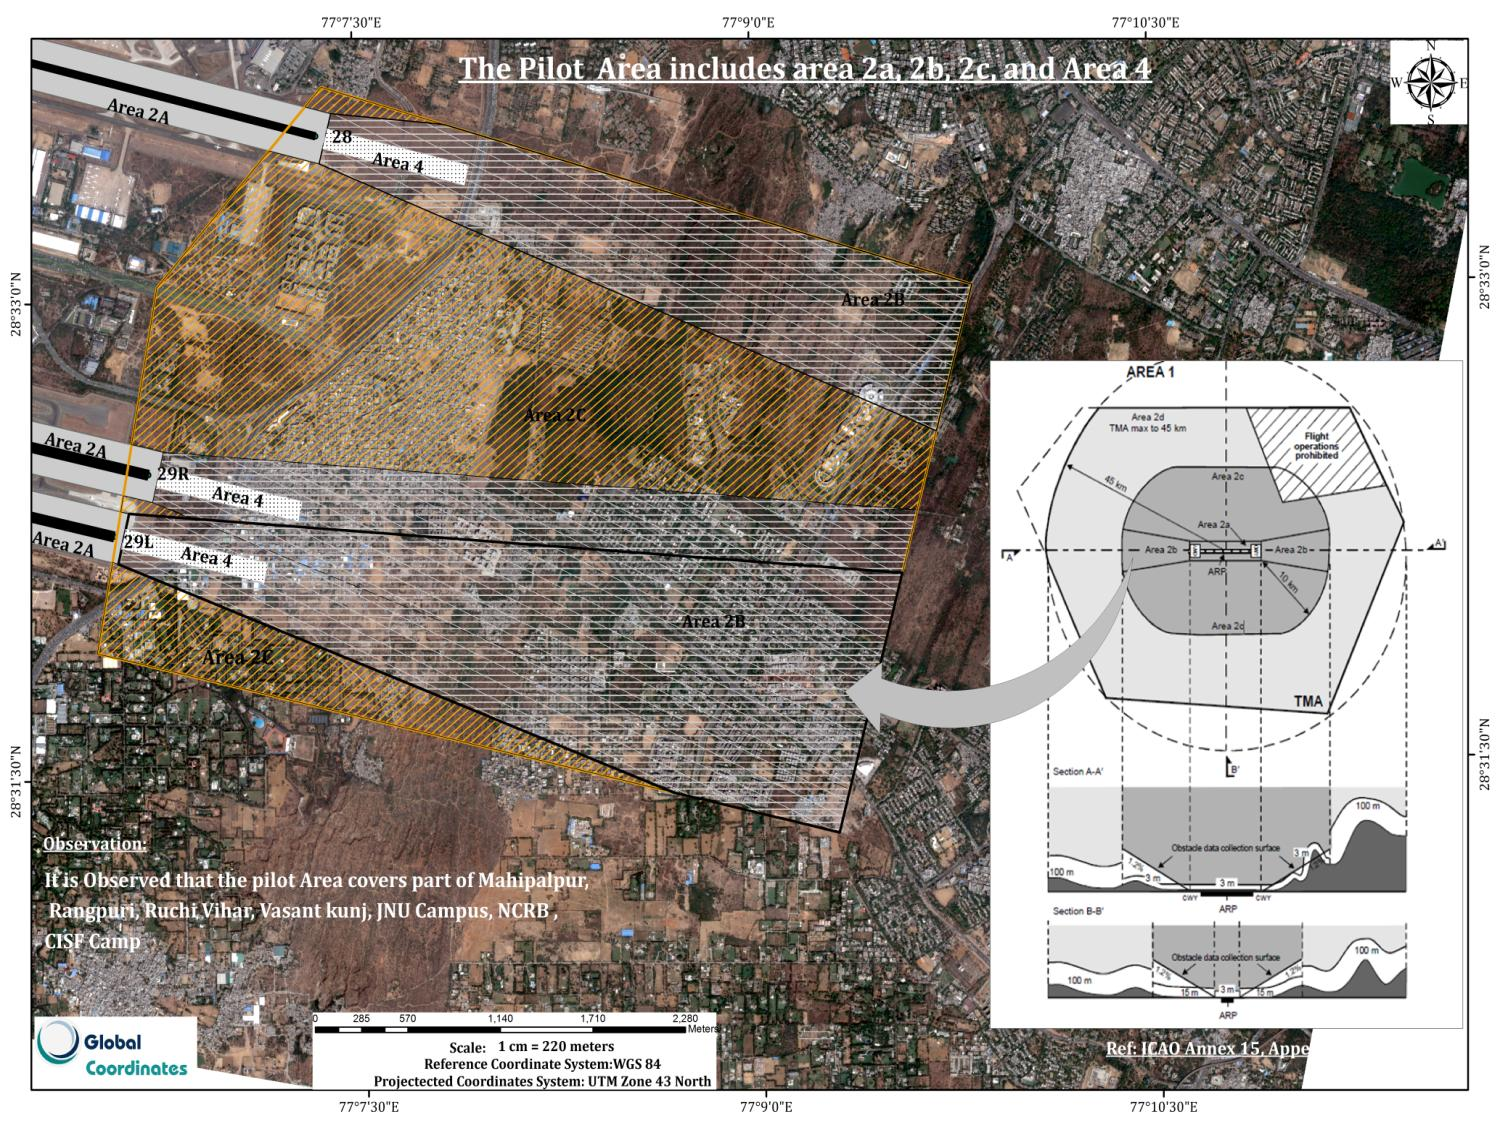 77°7'30"E
77°9'0"E
77°10'30"E
The Pilot Area includes area 2a, 2b, 2c, and Area 4
N
W
E
S
Area 2A
28
Area 4
28°33'0"N
28°33'0"N
Area 2B
Area 2C
Area 2A
29R
Area 4
29L
Area 2A
Area 4
Area 2B
Area 2C
AREA 1
Area 2d
TMA max to 45 km
Flight
operations
prohibited
45 km
Area 2c
Area 2a
Area 2b
Area 2b
A
A'
ARP
10 km
Area 2c
TMA
B'
28°31'30"N
28°31'30"N
Section A-A'
100 m
Obstacle data collection surface
3 m
1.2%
100 m
3 m
3 m
CWY
CWY
ARP
Section B-B'
100 m
Obstacle data collection surface
1.2%
1.2%
100 m
15 m
3 m
15 m
ARP
Observation:
It is Observed that the pilot Area covers part of Mahipalpur,
Rangpuri, Ruchi Vihar, Vasant kunj, JNU Campus, NCRB ,
CISF Camp
Global
Coordinates
0 285 570 1,140 1,710 2,280
Meters
Scale: 1 cm = 220 meters
Reference Coordinate System:WGS 84
Projectected Coordinates System: UTM Zone 43 North
Ref: ICAO Annex 15, Appe
77°7'30"E
77°9'0"E
77°10'30"E